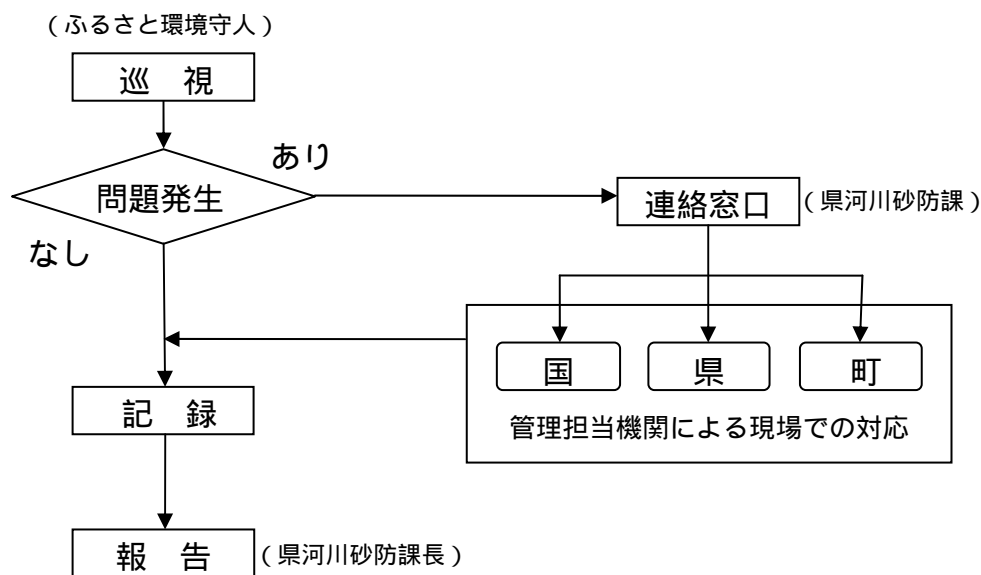 （ふるさと環境守人）
巡　視
あり
問題発生
連絡窓口
（県河川砂防課）
なし
国
県
町
管理担当機関による現場での対応
記　録
報　告
（県河川砂防課長）